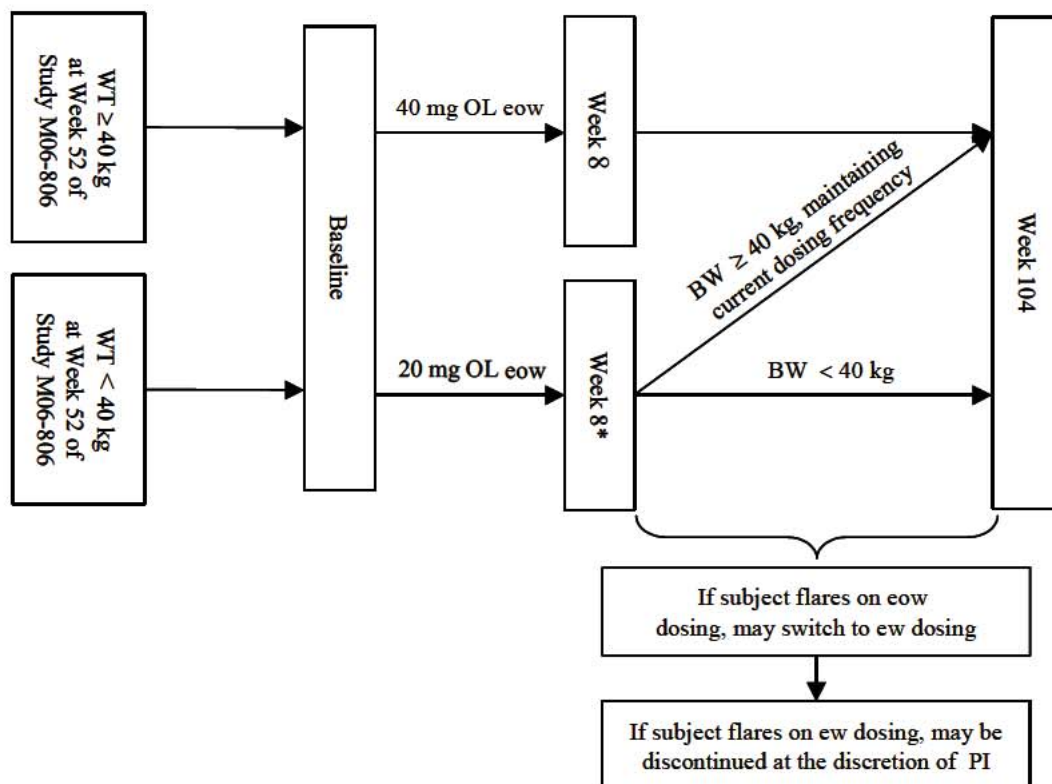 WT ≥ 40 kg
at Week 52 of
Study M06-806
WT < 40 kg
at Week 52 of
Study M06-806
Baseline
40 mg OL eow
20 mg OL eow
Week 8
Week 8*
BW ≥ 40 kg, maintaining
current dosing frequency
BW < 40 kg
Week 104
If subject flares on eow
dosing, may switch to ew dosing
If subject flares on ew dosing, may be
discontinued at the discretion of PI